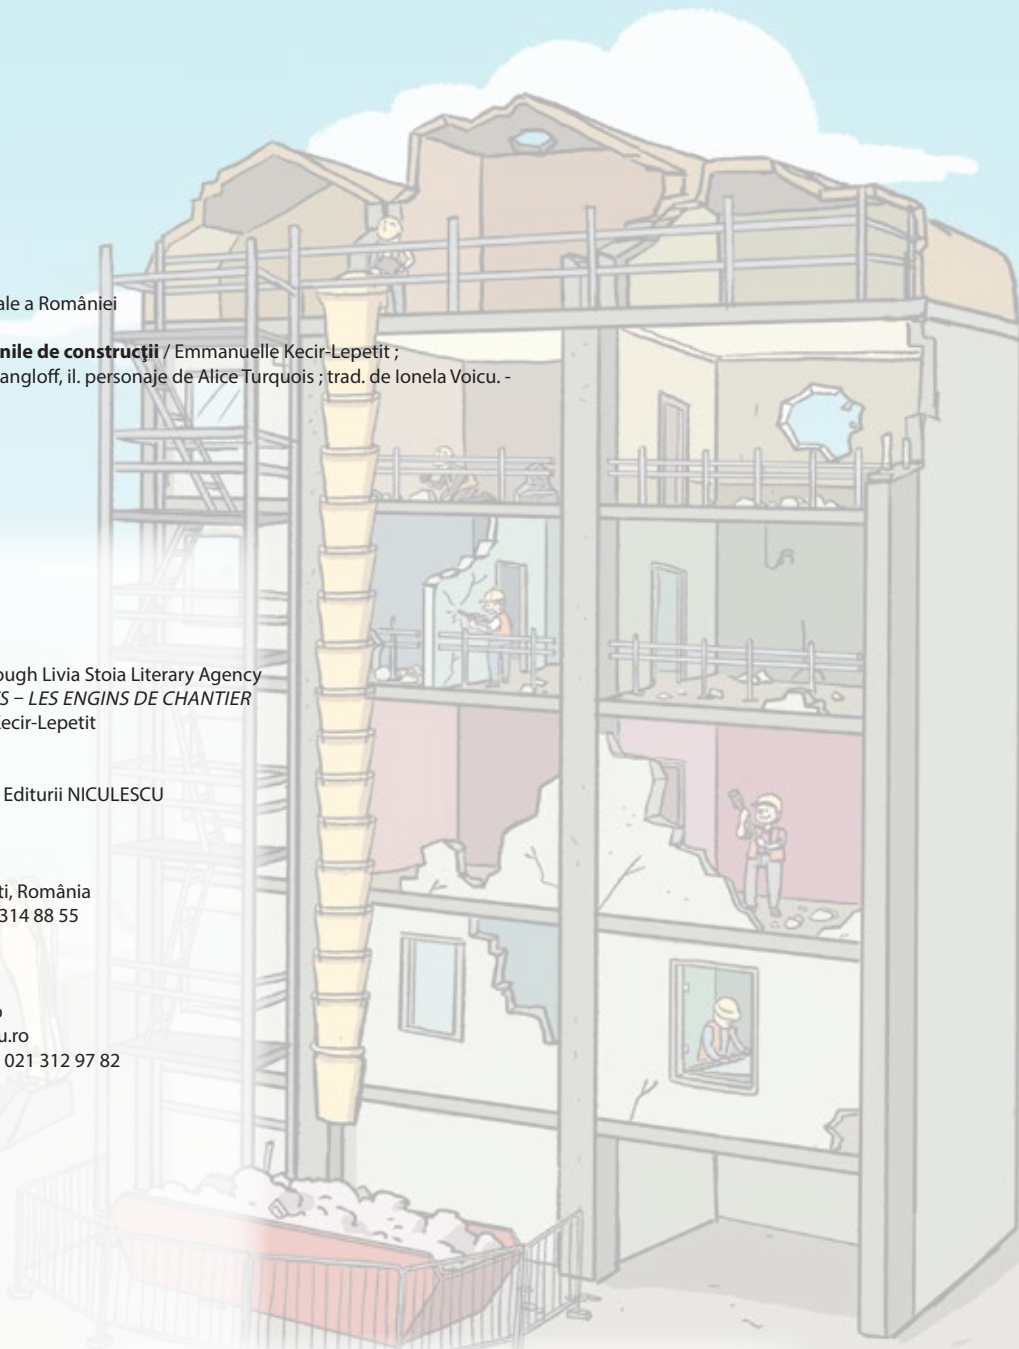 ale a României
nile de construcţii / Emmanuelle Kecir-Lepetit ;
angloff, il. personaje de Alice Turquois ; trad. de Ionela Voicu. -
ough Livia Stoia Literary Agency
S – LES ENGINS DE CHANTIER
Kecir-Lepetit
Editurii NICULESCU
ti, România
314 88 55
o
u.ro
021 312 97 82